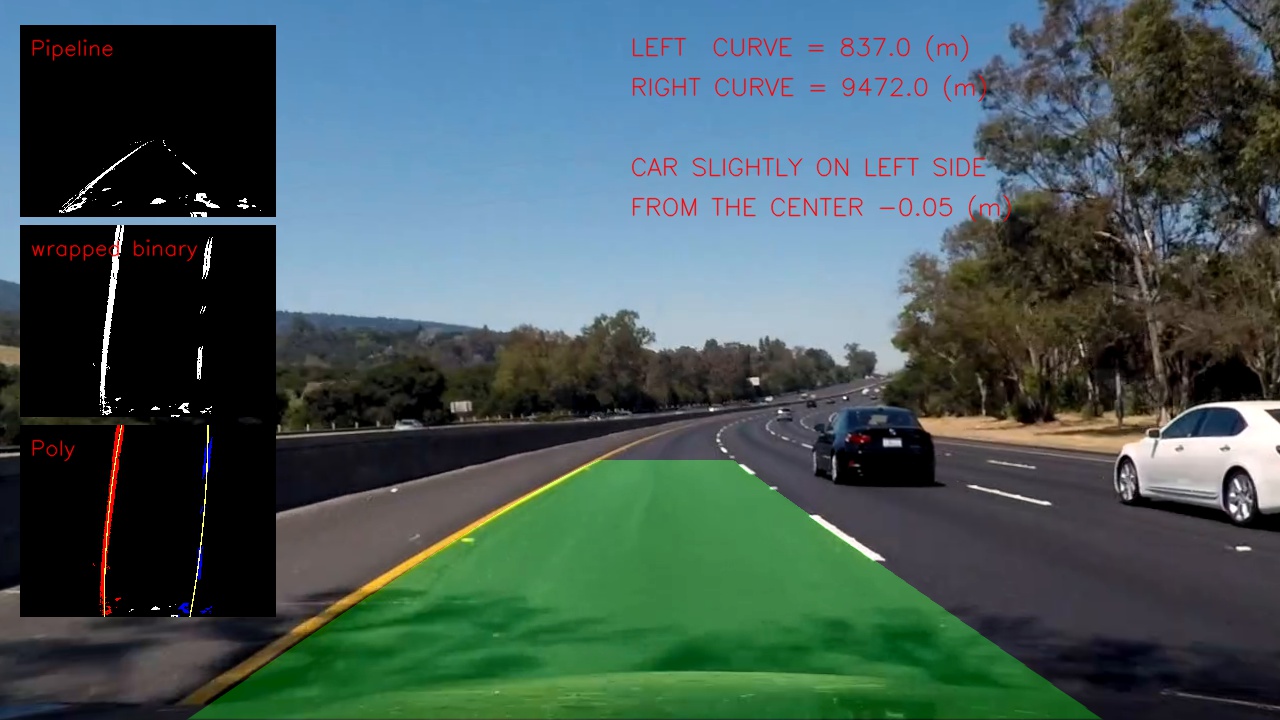 Pipeline
wrapped binary
Poly
LEFT CURVE = 837.0 (m)
RIGHT CURVE = 9472.0 (m)
CAR SLIGHTLY ON LEFT SIDE
FROM THE CENTER -0.05 (m)